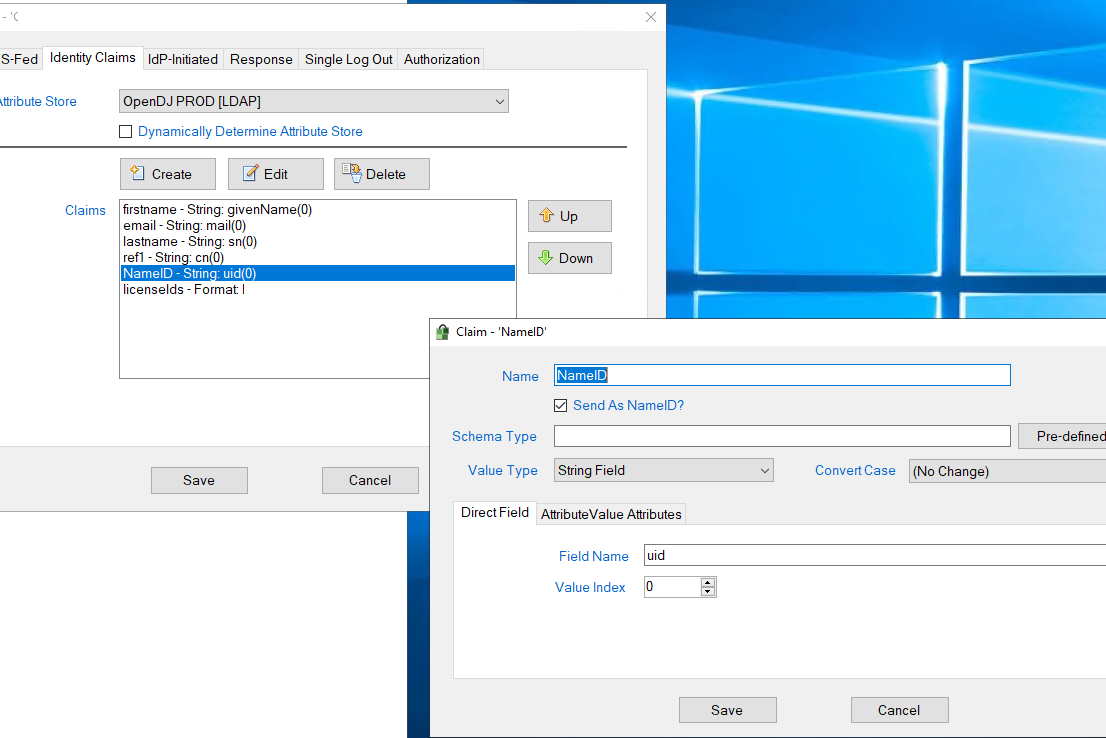 - 'C
S-Fed Identity Claims IdP-Initiated Response Single Log Out Authorization
Attribute Store OpenDJ PROD [LDAP]
Dynamically Determine Attribute Store
Create Edit Delete
Claims
firstname - String: givenName(0)
email - String: mail(0)
lastname - String: sn(0)
ref1 - String: cn(0)
NameID - String: uid(0)
licenseIds - Format: I
Up
Down
Save Cancel
Claim - 'NameID'
Name NameID
Send As NameID?
Schema Type Pre-defined
Value Type String Field Convert Case (No Change)
Direct Field AttributeValue Attributes
Field Name uid
Value Index 0
Save Cancel